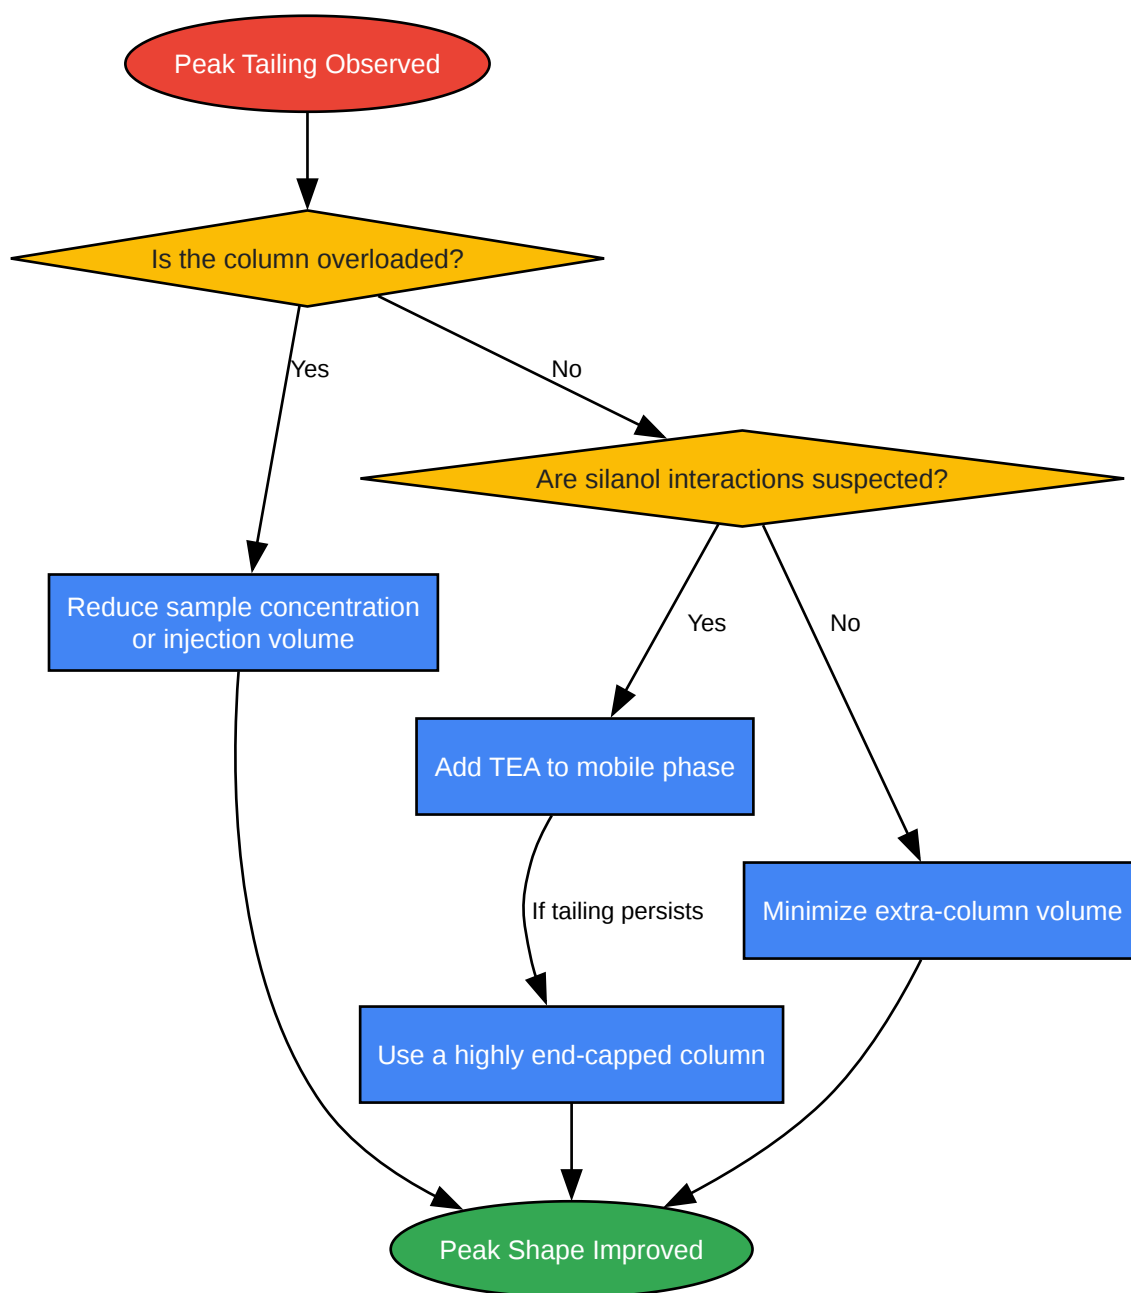 Peak Tailing Observed
Is the column overloaded?
Yes
No
Are silanol interactions suspected?
Reduce sample concentration
or injection volume
Yes
No
Add TEA to mobile phase
If tailing persists
Minimize extra-column volume
Use a highly end-capped column
Peak Shape Improved